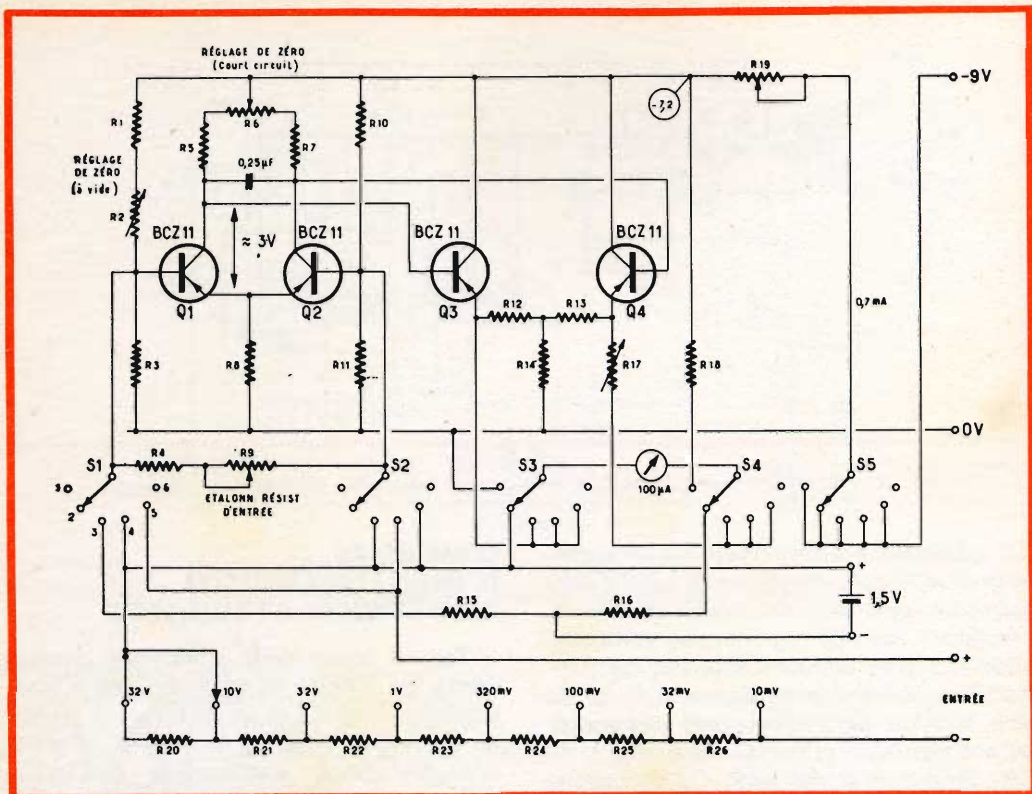 RÉGLAGE DE ZÉRO
(Court circuit)
R19
-9V
-7,2
R1
R6
R10
R5
R7
RÉGLAGE
DE ZÉRO
(à vide)
0,25µF
R2
BCZ 11
≈ 3V
BCZ 11
BCZ 11
BCZ 11
Q1
Q2
Q3
Q4
0,7 mA
R12
R13
R3
R8
R11
R14
R17
R18
0V
S1
R4
R9
S2
S3
S4
S5
100µA
ETALONN RÉSIST
D'ENTRÉE
6
2
5
3
4
+
1,5 V
R15
R16
-
+
32V
10V
3,2V
1V
320mV
100mV
32mV
10mV
ENTRÉE
-
R20
R21
R22
R23
R24
R25
R26